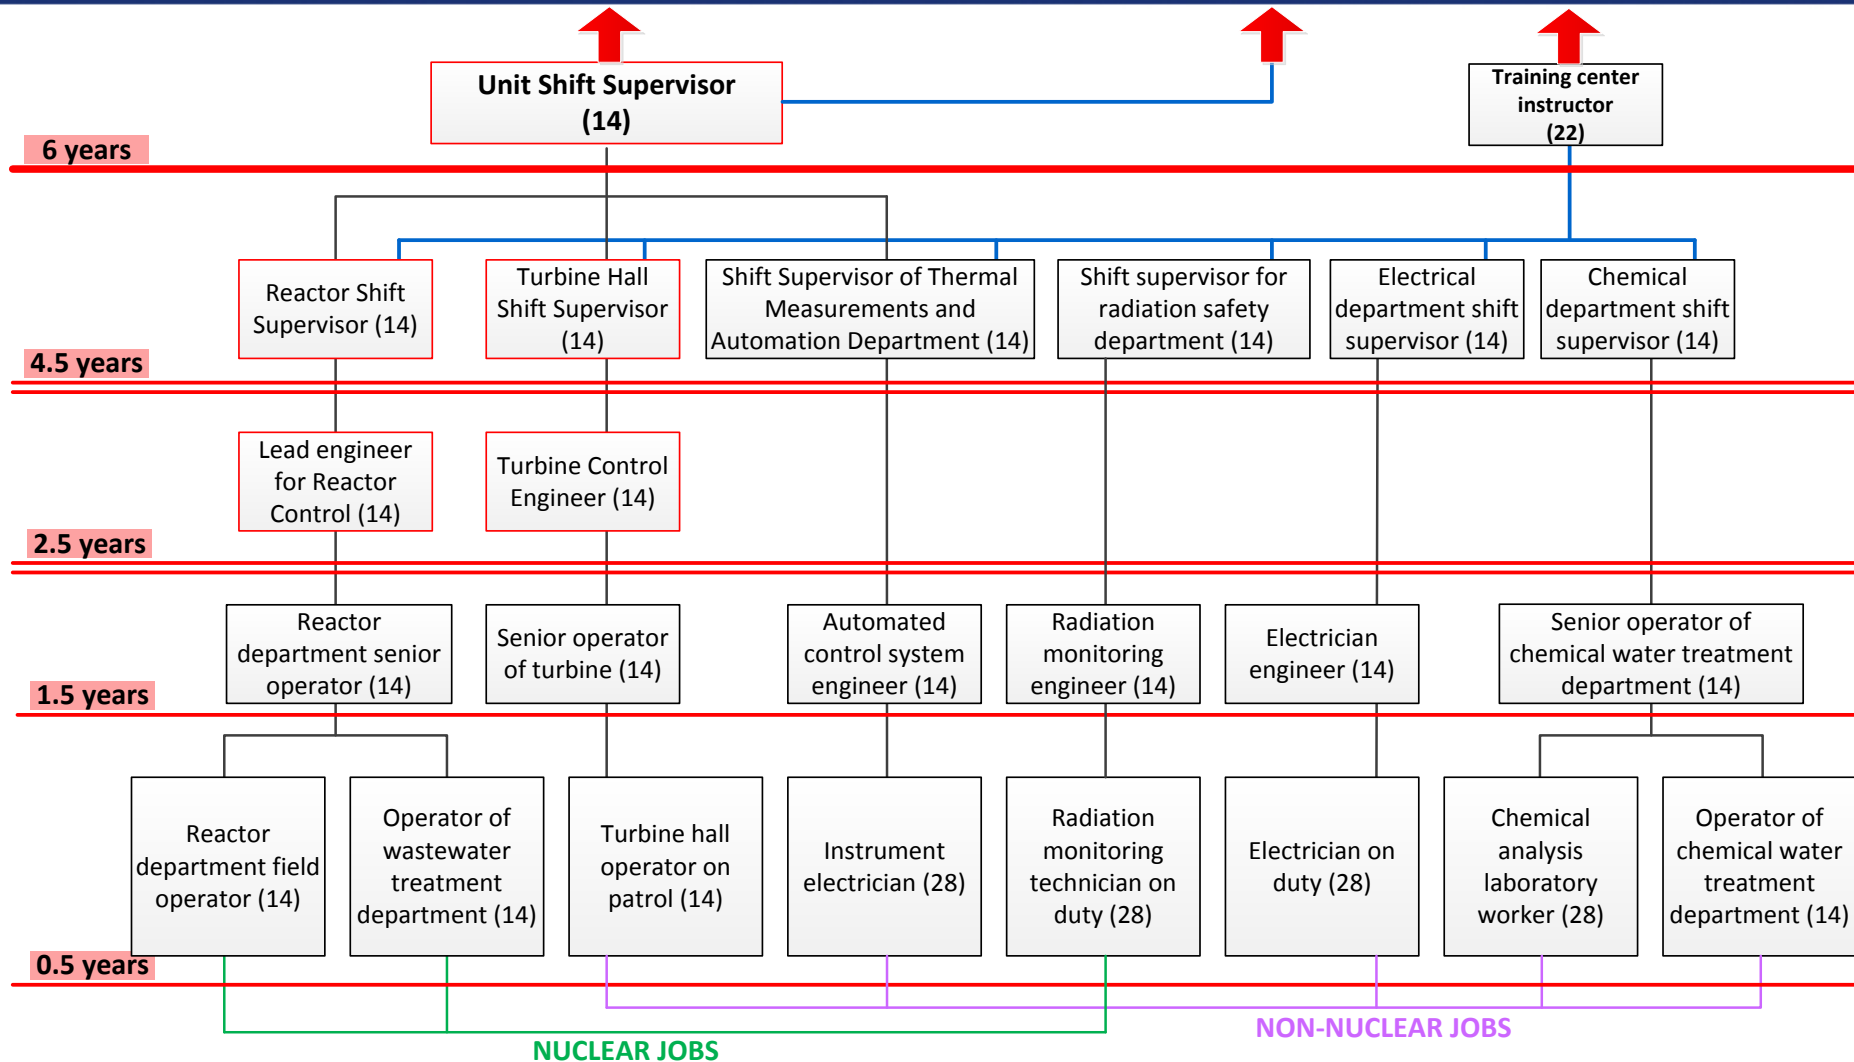 Unit Shift Supervisor
(14)
Training center
instructor
(22)
6 years
Reactor Shift
Supervisor (14)
Turbine Hall
Shift Supervisor
(14)
Shift Supervisor of Thermal
Measurements and
Automation Department (14)
Shift supervisor for
radiation safety
department (14)
Electrical
department shift
supervisor (14)
Chemical
department shift
supervisor (14)
4.5 years
Lead engineer
for Reactor
Control (14)
Turbine Control
Engineer (14)
2.5 years
Reactor
department senior
operator (14)
Senior operator
of turbine (14)
Automated
control system
engineer (14)
Radiation
monitoring
engineer (14)
Electrician
engineer (14)
Senior operator of
chemical water treatment
department (14)
1.5 years
Reactor
department field
operator (14)
Operator of
wastewater
treatment
department (14)
Turbine hall
operator on
patrol (14)
Instrument
electrician (28)
Radiation
monitoring
technician on
duty (28)
Electrician on
duty (28)
Chemical
analysis
laboratory
worker (28)
Operator of
chemical water
treatment
department (14)
0.5 years
NON-NUCLEAR JOBS
NUCLEAR JOBS